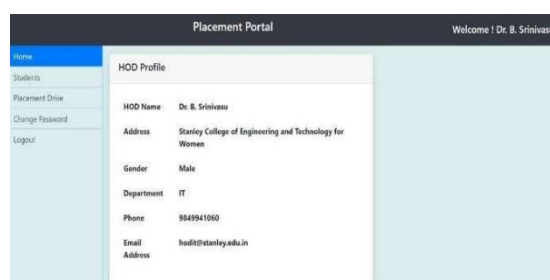 Placement Portal
Welcome ! Dr. B. Srinivas
Home
Students
Placement Drive
Change Password
Logout
HOD Profile
HOD Name Dr. B. Srinivasu
Address Stanley College of Engineering and Technology for
Women
Gender Male
Department IT
Phone 9849941060
Email hodit@stanley.edu.in
Address